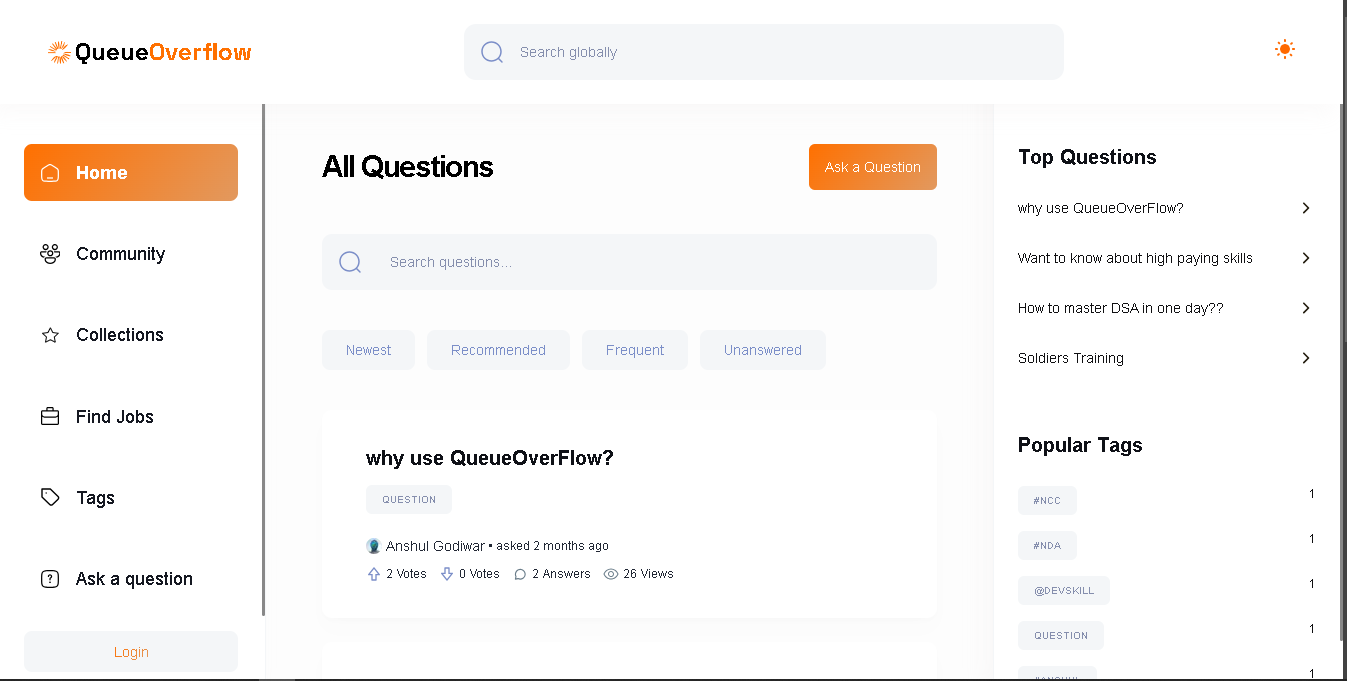 QueueOverflow
Search globally
Home
Community
Collections
Find Jobs
Tags
Ask a question
Login
All Questions
Ask a Question
Search questions...
Newest
Recommended
Frequent
Unanswered
why use QueueOverFlow?
QUESTION
Anshul Godiwar • asked 2 months ago
2 Votes 0 Votes 2 Answers 26 Views
Top Questions
why use QueueOverFlow?
Want to know about high paying skills
How to master DSA in one day??
Soldiers Training
Popular Tags
#NCC 1
#NDA 1
@DEVSKILL 1
QUESTION 1
1